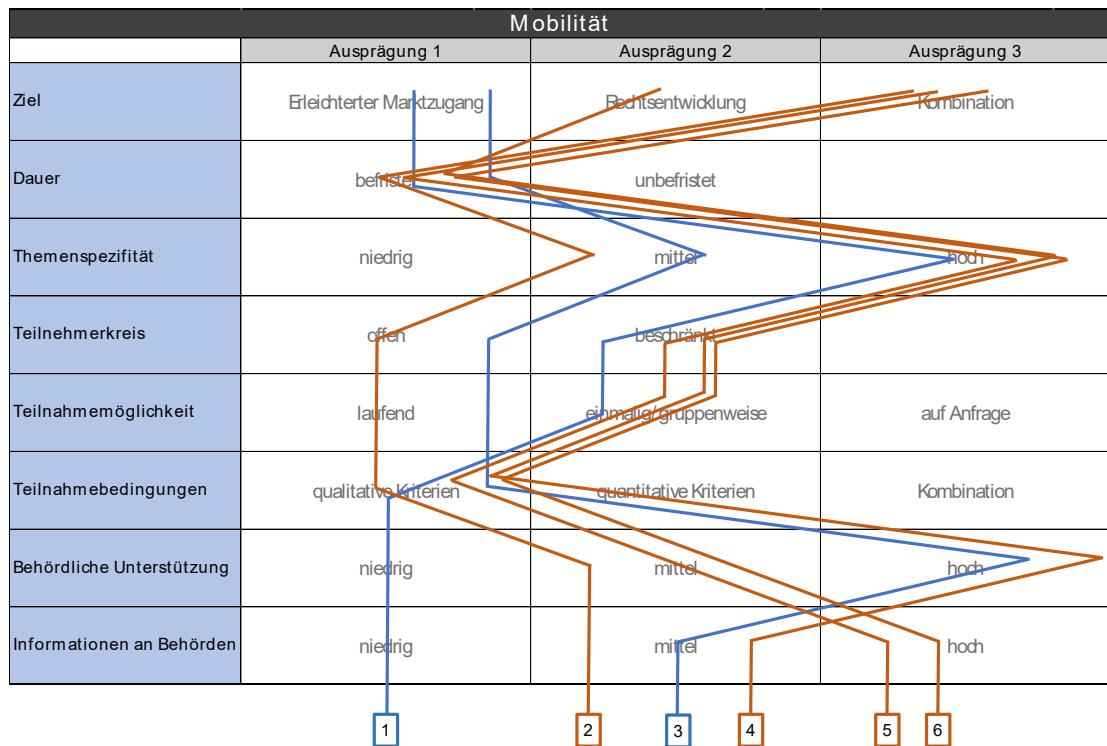 Mobilität
Ausprägung 1 Ausprägung 2 Ausprägung 3
Ziel Erleichterter Marktzugang Rechtsentwicklung Kombination
Dauer befristet unbefristet
Themenspezifität niedrig mittel hoch
Teilnehmerkreis offen beschränkt
Teilnahmemöglichkeit laufend einmalig/gruppenweise auf Anfrage
Teilnahmebedingungen qualitative Kriterien quantitative Kriterien Kombination
Behördliche Unterstützung niedrig mittel hoch
Informationen an Behörden niedrig mittel hoch
1 2 3 4 5 6